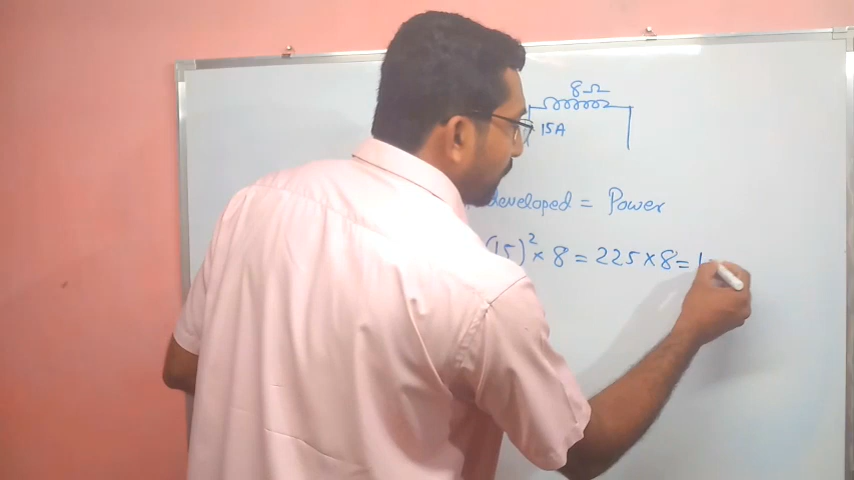 8Ω
15A
developed = Power
(15)² × 8 = 225 × 8 =